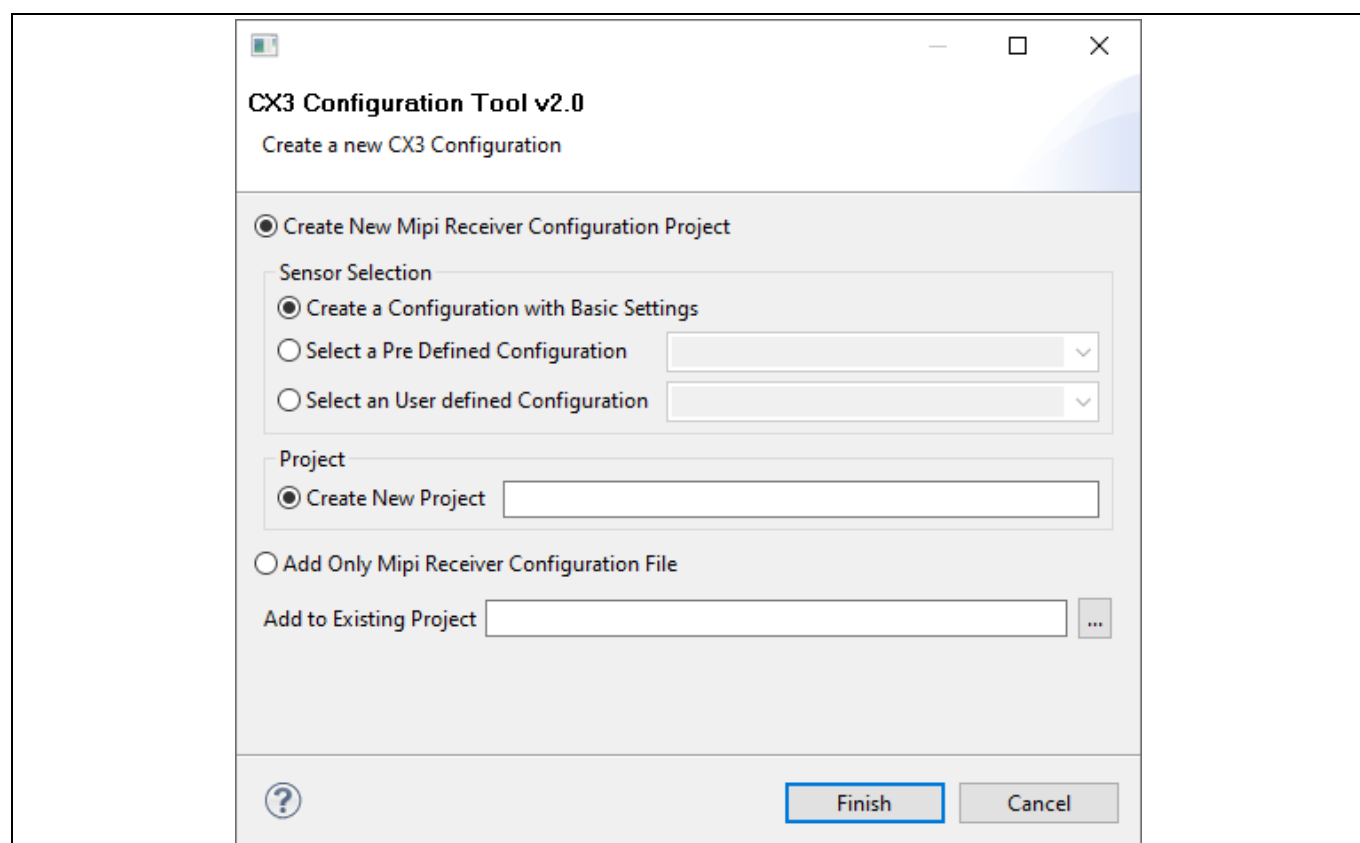 CX3 Configuration Tool v2.0
Create a new CX3 Configuration
Create New Mipi Receiver Configuration Project
Sensor Selection
Create a Configuration with Basic Settings
Select a Pre Defined Configuration
Select an User defined Configuration
Project
Create New Project
Add Only Mipi Receiver Configuration File
Add to Existing Project ...
? Finish Cancel